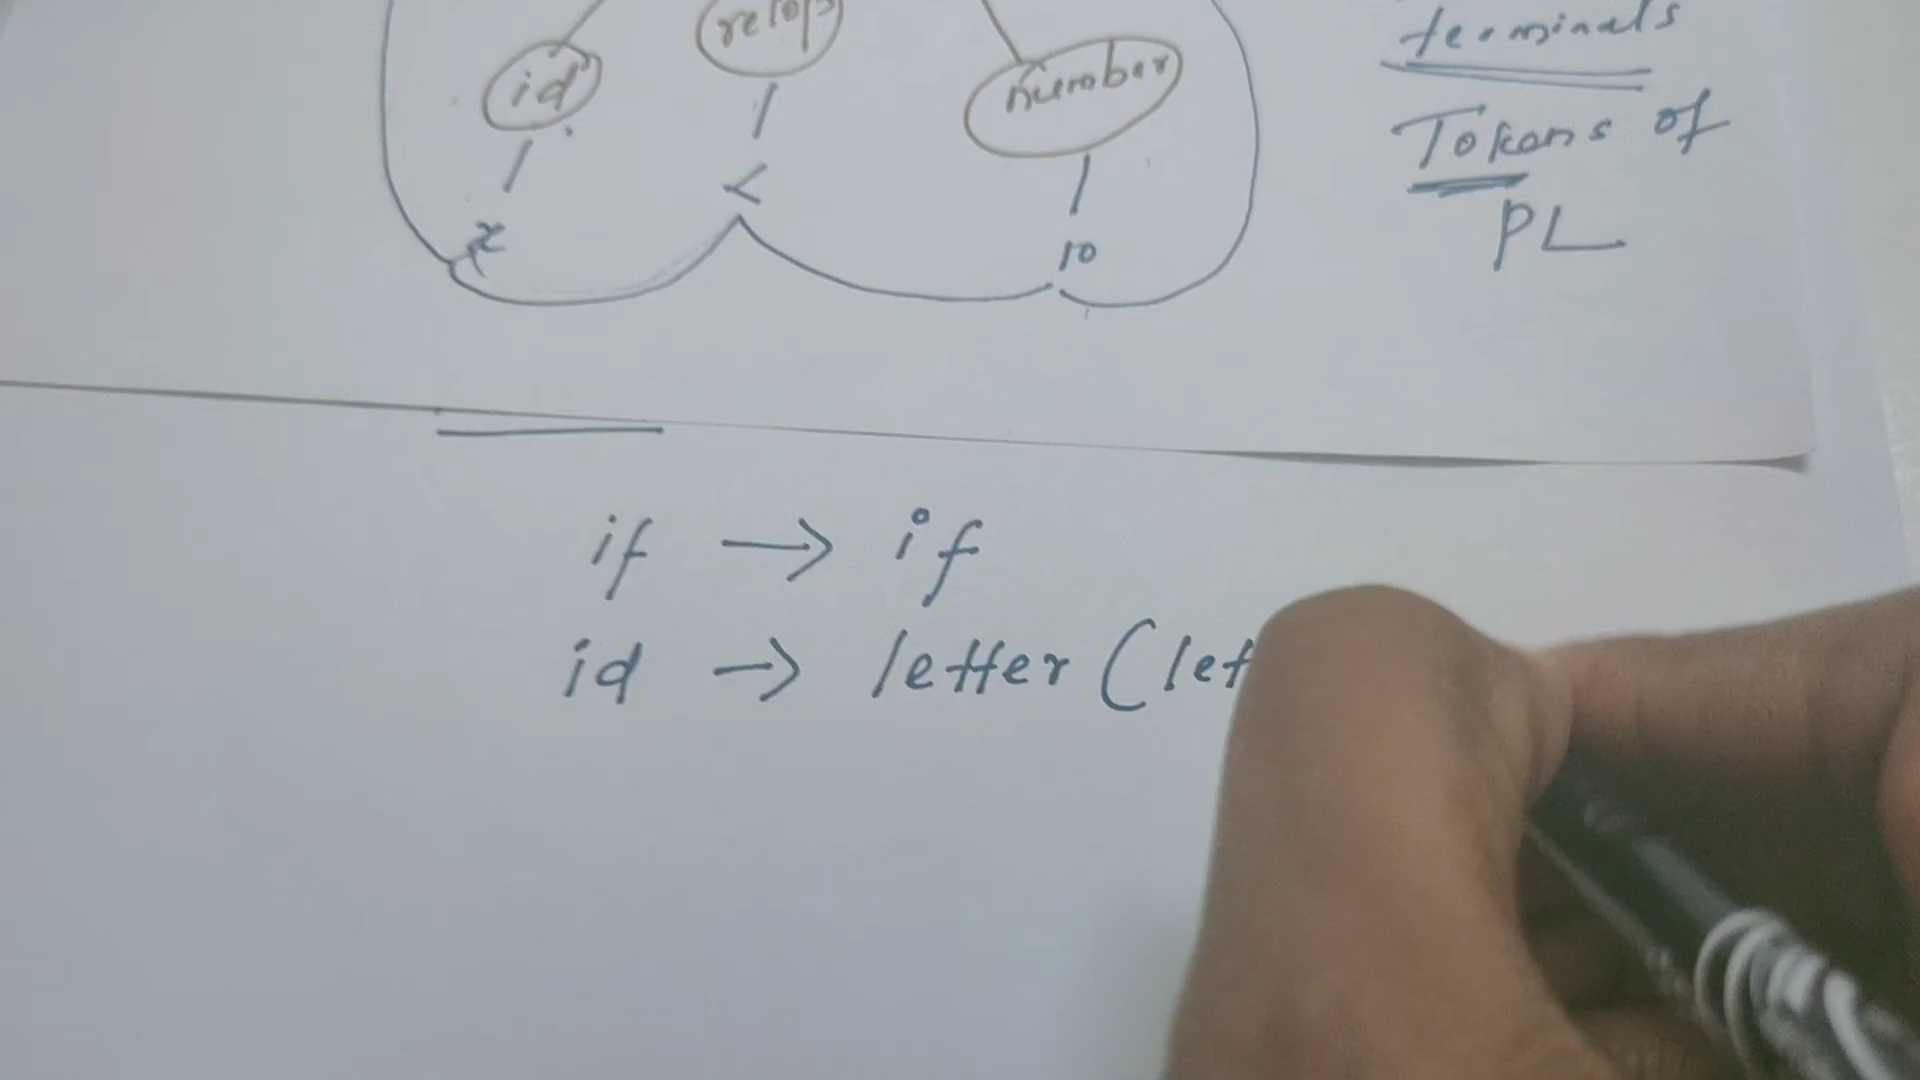 id relop number
<
x 10
terminals
Tokens of
PL
if → if
id → letter (let